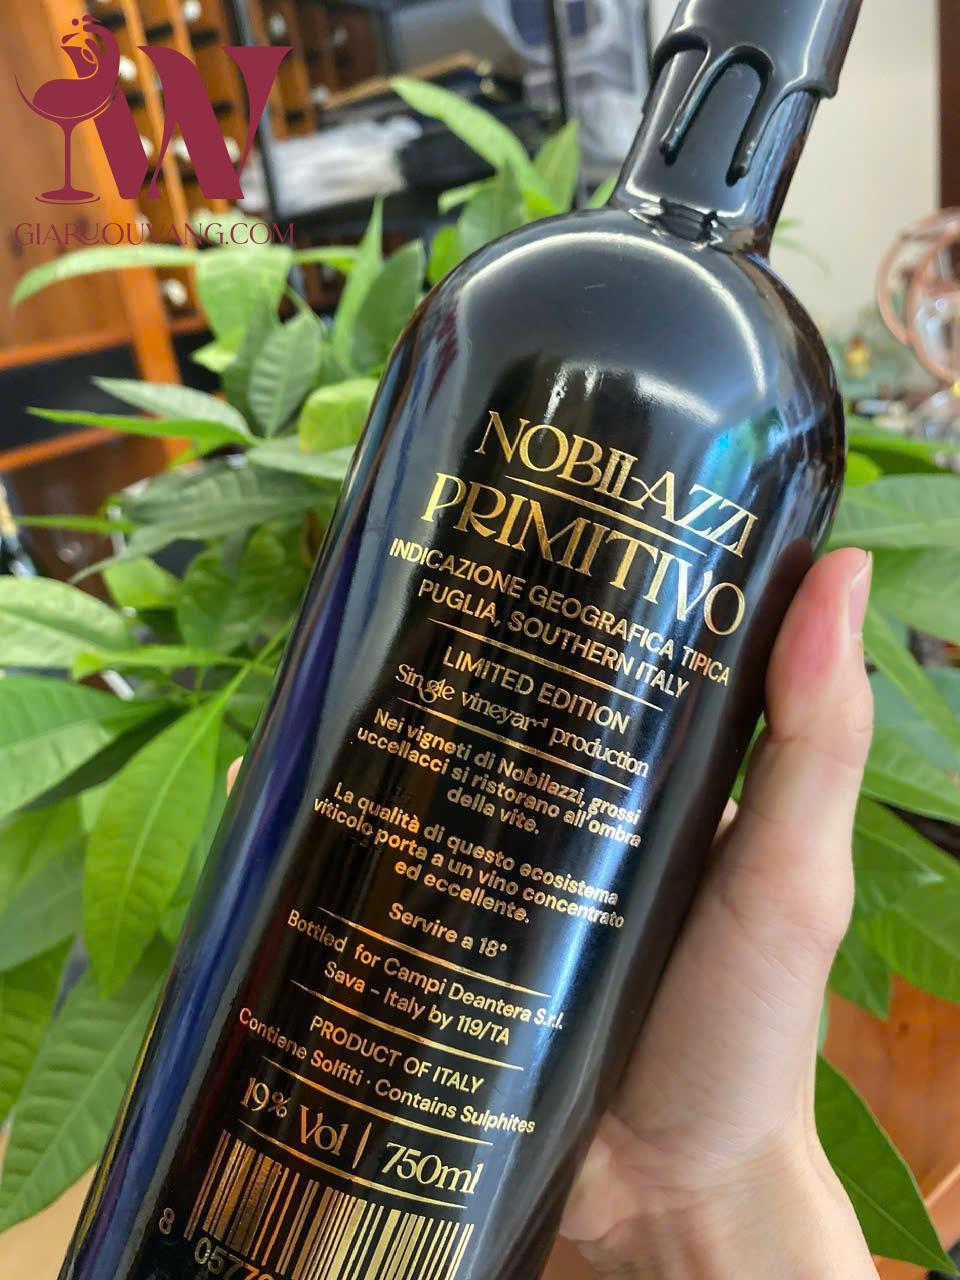 W
GIARUOUVANG.COM
NOBILAZZI
PRIMITIVO
INDICAZIONE GEOGRAFICA TIPICA
PUGLIA, SOUTHERN ITALY
LIMITED EDITION
Single vineyard production
Nei vigneti di Nobilazzi, grossi
uccellacci si ristorano all'ombra
della vite.
La qualità di questo ecosistema
viticolo porta a un vino concentrato
ed eccellente.
Servire a 18°
Bottled for Campi Deantera S.r.l.
Sava - Italy by 119/TA
PRODUCT OF ITALY
Contiene Solfiti · Contains Sulphites
19% Vol | 750ml
8